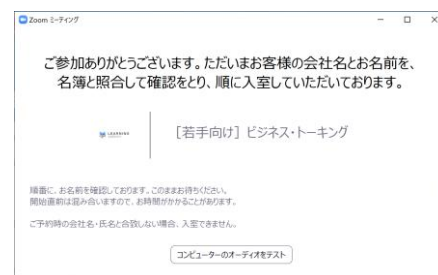 Zoom ミーティング
ご参加ありがとうございます。ただいまお客様の会社名とお名前を、
名簿と照合して確認をとり、順に入室していただいております。
LEARNING
[若手向け] ビジネス・トーキング
順番に、お名前を確認しております。このままお待ちください。
開始直前は混み合いますので、お時間がかかることがあります。
ご予約時の会社名・氏名と合致しない場合、入室できません。
コンピューターのオーディオをテスト